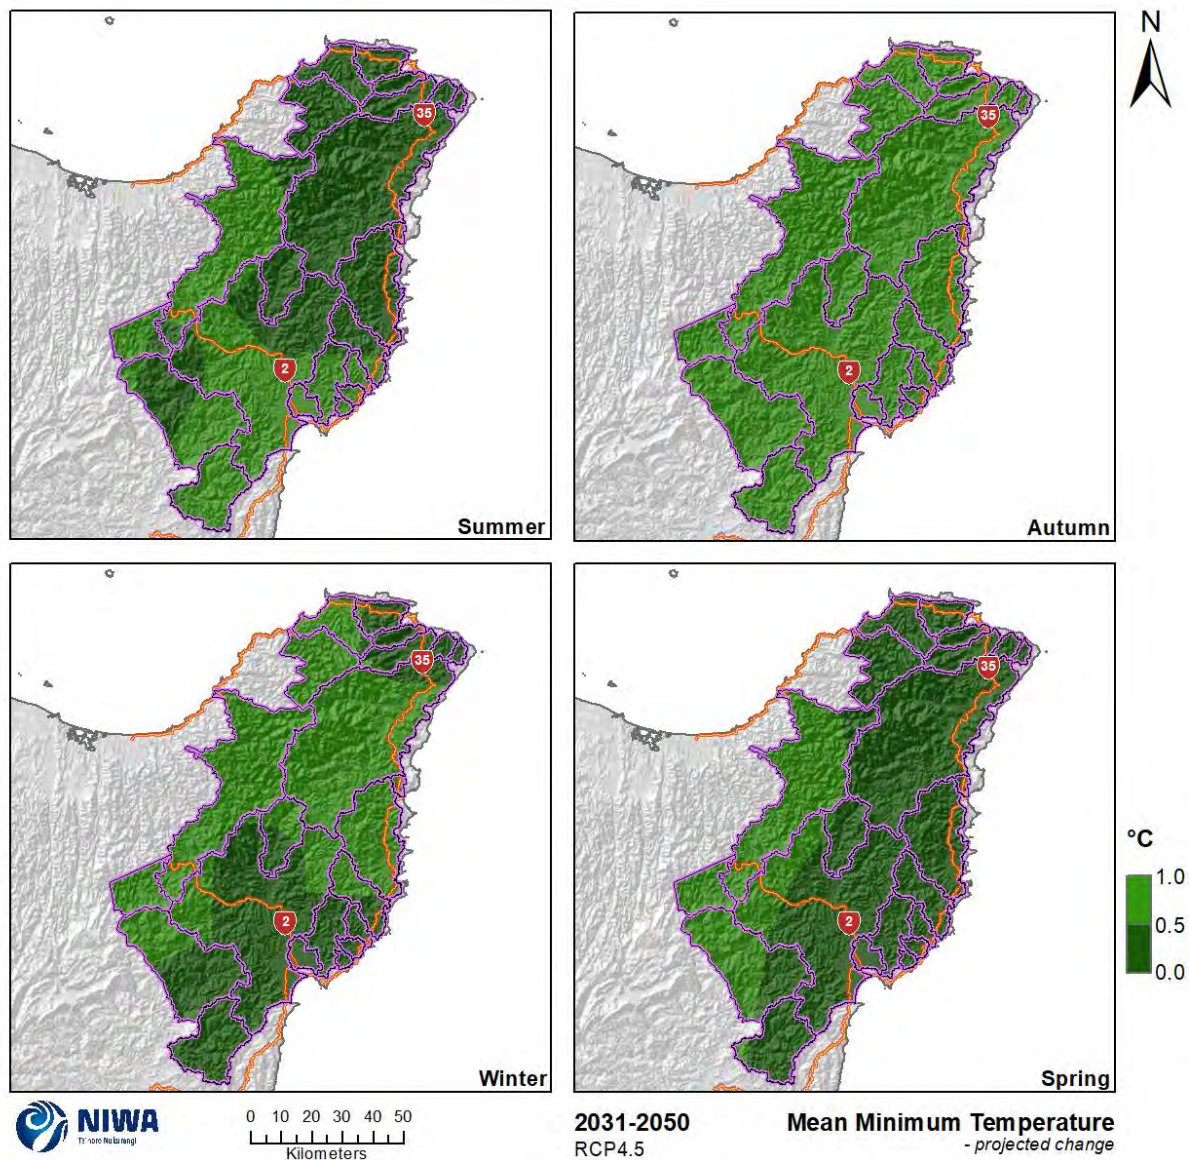 N
35
2
Summer
35
2
Autumn
35
2
Winter
35
2
Spring
°C
1.0
0.5
0.0
NIWA
Taihoro Nukurangi
0 10 20 30 40 50
Kilometers
2031-2050
RCP4.5
Mean Minimum Temperature
- projected change